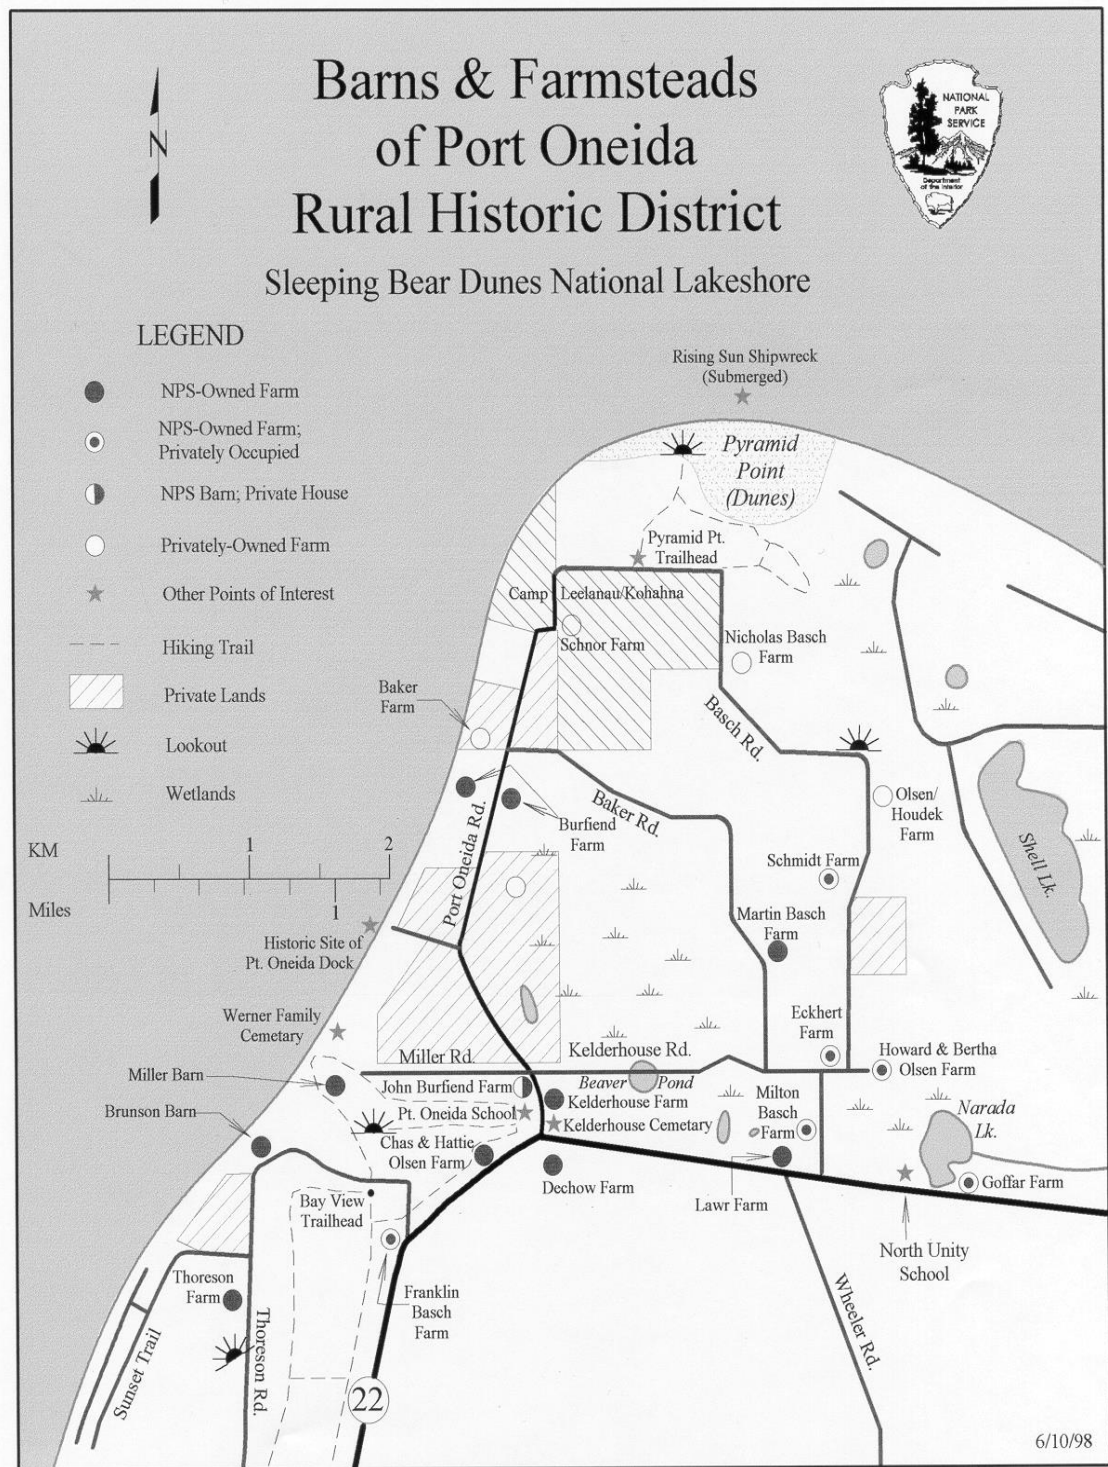 Barns & Farmsteads
of Port Oneida
Rural Historic District
Sleeping Bear Dunes National Lakeshore
N
NATIONAL
PARK
SERVICE
Department
of the Interior
LEGEND
NPS-Owned Farm
NPS-Owned Farm;
Privately Occupied
NPS Barn; Private House
Privately-Owned Farm
Other Points of Interest
Hiking Trail
Private Lands
Lookout
Wetlands
KM
1
2
Miles
1
Rising Sun Shipwreck
(Submerged)
Pyramid
Point
(Dunes)
Pyramid Pt.
Trailhead
Camp Leelanau/Kohahna
Schnor Farm
Nicholas Basch
Farm
Baker
Farm
Basch Rd.
Baker Rd.
Burfiend
Farm
Port Oneida Rd.
Olsen/
Houdek
Farm
Shell Lk.
Schmidt Farm
Martin Basch
Farm
Historic Site of
Pt. Oneida Dock
Werner Family
Cemetary
Eckhert
Farm
Miller Rd.
Kelderhouse Rd.
Howard & Bertha
Olsen Farm
Miller Barn
John Burfiend Farm
Beaver Pond
Kelderhouse Farm
Milton
Basch
Farm
Narada
Lk.
Brunson Barn
Pt. Oneida School
Kelderhouse Cemetary
Chas & Hattie
Olsen Farm
Dechow Farm
Lawr Farm
Goffar Farm
Bay View
Trailhead
North Unity
School
Thoreson
Farm
Franklin
Basch
Farm
Thoreson Rd.
Sunset Trail
Wheeler Rd.
22
6/10/98